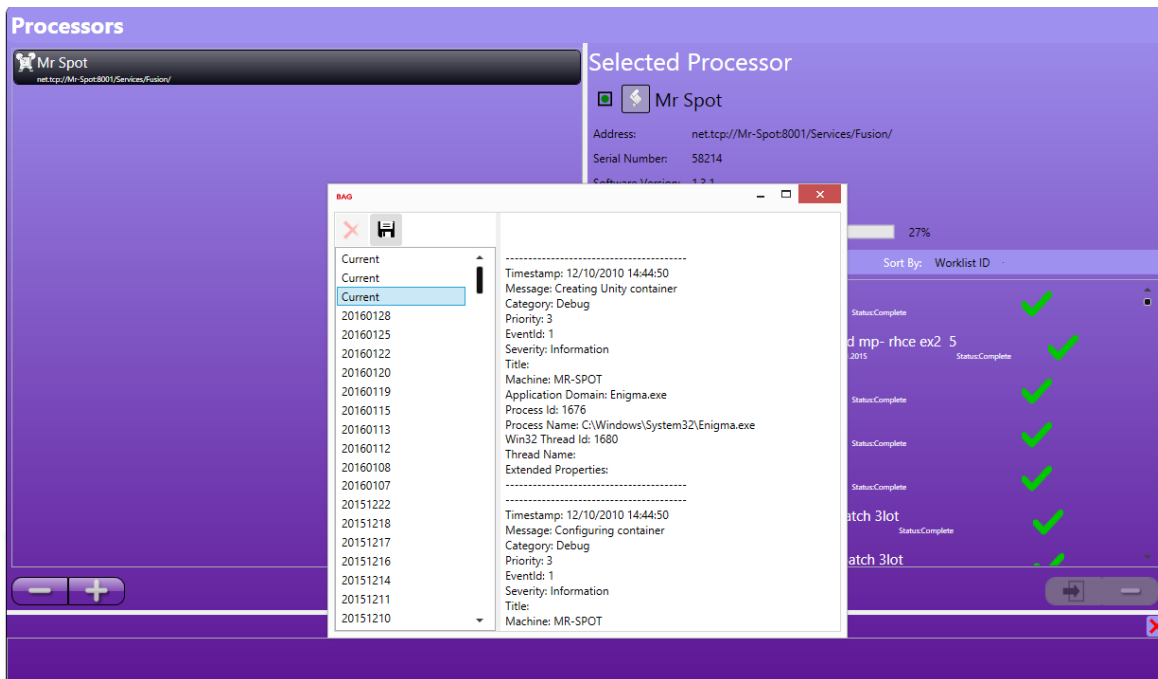 Processors
Mr Spot
net.tcp://Mr-Spot:8001/Services/Fusion/
Selected Processor
Mr Spot
Address: net.tcp://Mr-Spot:8001/Services/Fusion/
Serial Number: 58214
Software Version: 1.3.1
27%
Sort By: Worklist ID
Status:Complete
d mp- rhce ex2 5
.2015 Status:Complete
Status:Complete
Status:Complete
Status:Complete
atch 3lot
Status:Complete
atch 3lot
BAG
Current
Current
Current
20160128
20160125
20160122
20160120
20160119
20160115
20160113
20160112
20160108
20160107
20151222
20151218
20151217
20151216
20151214
20151211
20151210
----------------------------------------
Timestamp: 12/10/2010 14:44:50
Message: Creating Unity container
Category: Debug
Priority: 3
EventId: 1
Severity: Information
Title:
Machine: MR-SPOT
Application Domain: Enigma.exe
Process Id: 1676
Process Name: C:\Windows\System32\Enigma.exe
Win32 Thread Id: 1680
Thread Name:
Extended Properties:
----------------------------------------
----------------------------------------
Timestamp: 12/10/2010 14:44:50
Message: Configuring container
Category: Debug
Priority: 3
EventId: 1
Severity: Information
Title:
Machine: MR-SPOT